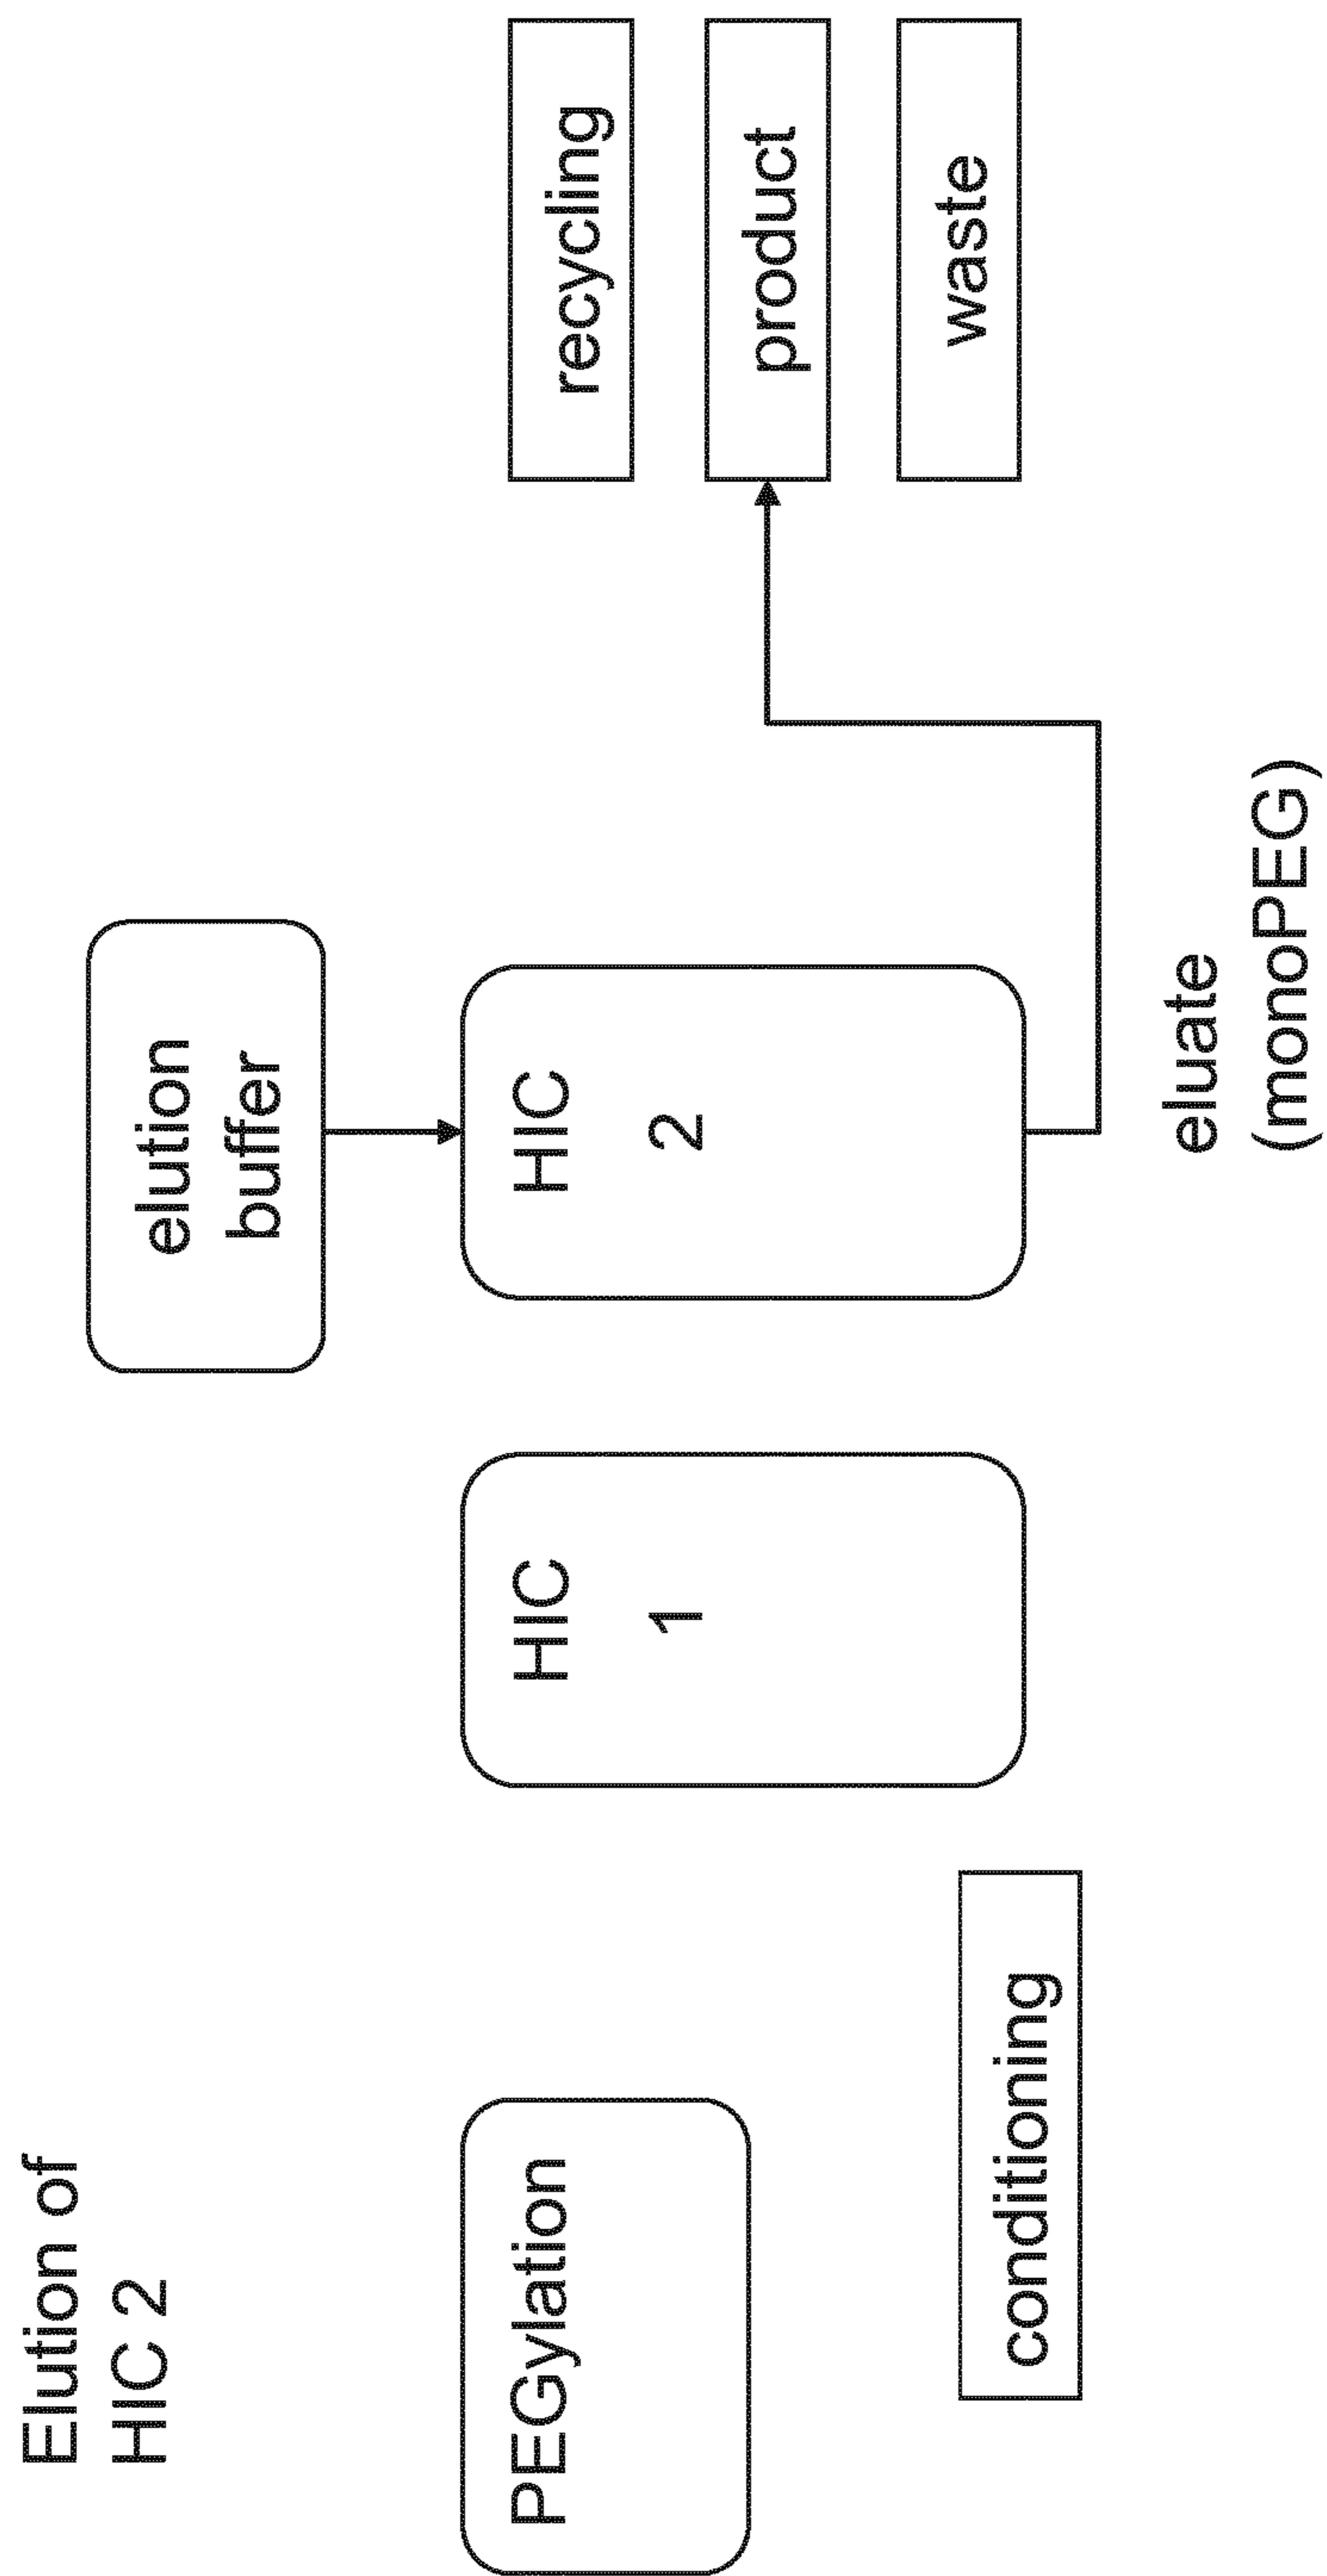 Elution of
HIC 2
elution
buffer
PEGylation
HIC
1
HIC
2
recycling
product
waste
conditioning
eluate
(monoPEG)